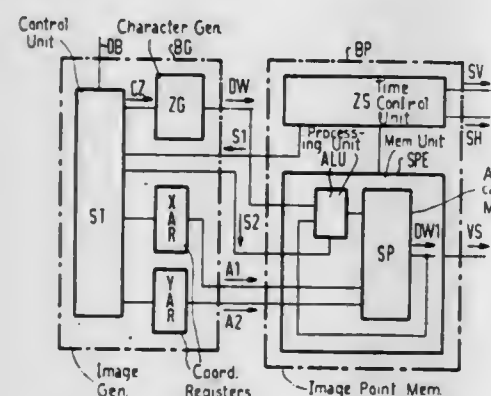 Control
Unit
DB
Character Gen.
BG
CZ
ZG
DW
S1
ST
S2
X
A
R
Y
A
R
A1
A2
Image
Gen.
Coord.
Registers
BP
SV
Time
ZS Control
Unit
SH
Process-
ing Unit
ALU
Mem Unit
SPE
SP
DW1
VS
Image Point Mem.